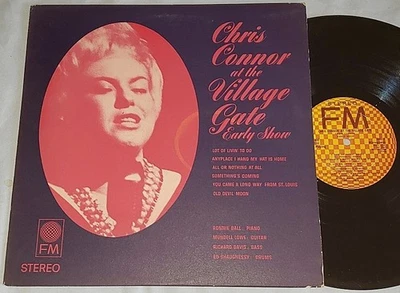 Chris
Connor
at the
Village
Gate
Early Show
LOT OF LIVIN' TO DO
ANYPLACE I HANG MY HAT IS HOME
ALL OR NOTHING AT ALL
SOMETHING'S COMING
YOU CAME A LONG WAY FROM ST. LOUIS
OLD DEVIL MOON
RONNIE BALL : PIANO
MUNDELL LOWE : GUITAR
RICHARD DAVIS : BASS
ED SHAUGHNESSY : DRUMS
FM
STEREO
FM